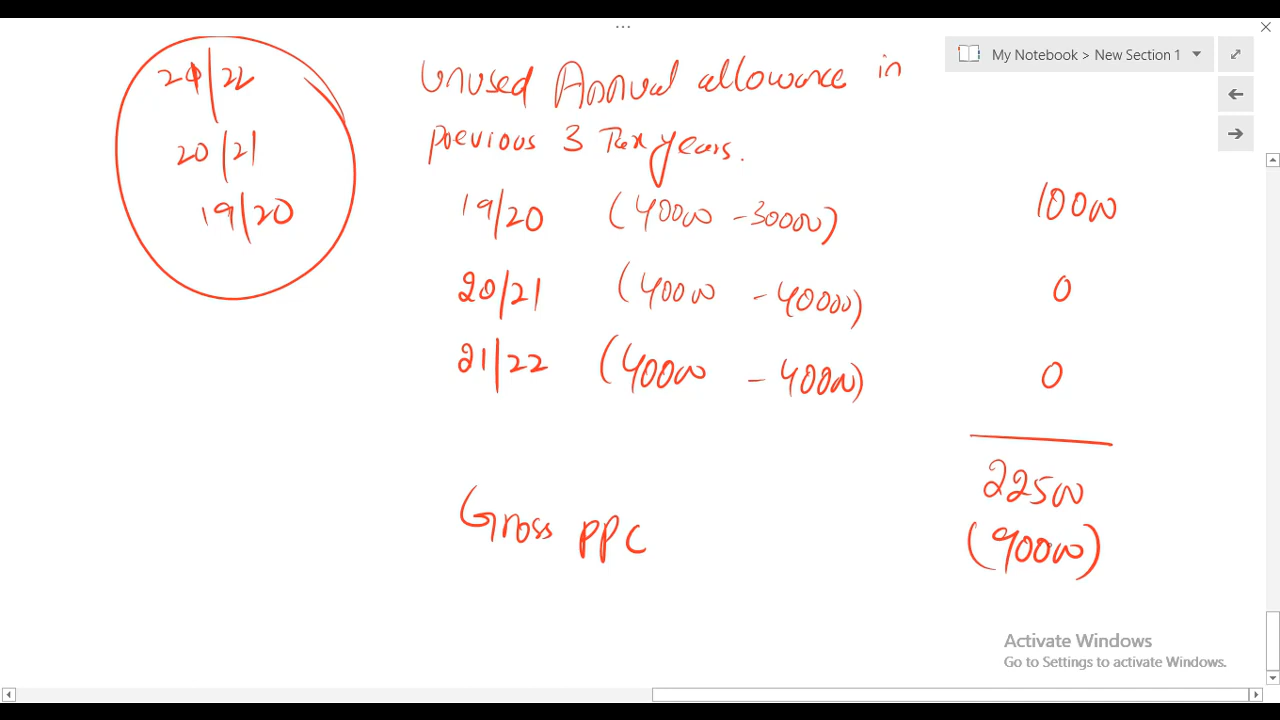 My Notebook > New Section 1
21/22
20/21
19/20
Unused Annual allowance in
previous 3 Tax years.
19/20 (40000 - 30000) 10000
20/21 (40000 - 40000) 0
21/22 (40000 - 40000) 0
22500
Gross PPC (90000)
Activate Windows
Go to Settings to activate Windows.